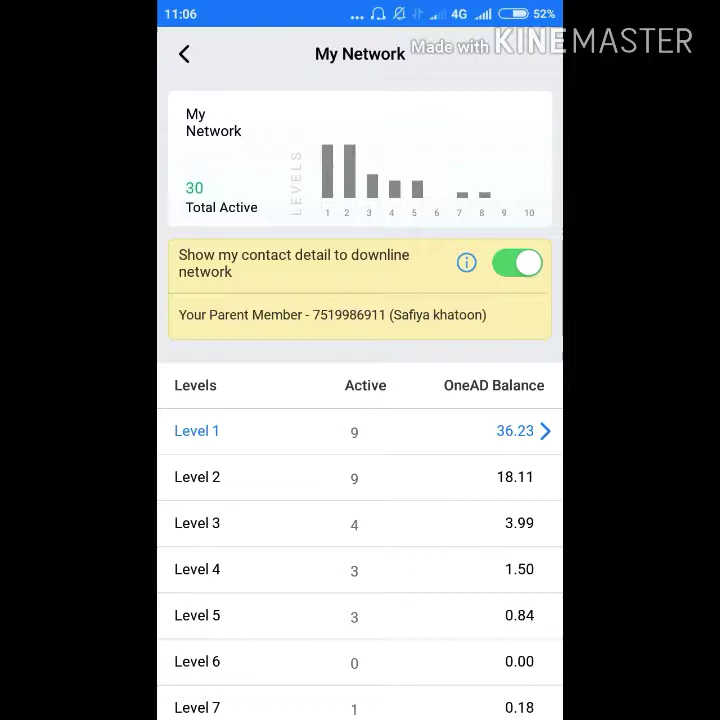 11:06 ... 4G 52%
Made with KINEMASTER
My Network
My
Network
30
Total Active
LEVELS
1 2 3 4 5 6 7 8 9 10
Show my contact detail to downline
network
Your Parent Member - 7519986911 (Safiya khatoon)
Levels Active OneAD Balance
Level 1 9 36.23
Level 2 9 18.11
Level 3 4 3.99
Level 4 3 1.50
Level 5 3 0.84
Level 6 0 0.00
Level 7 1 0.18